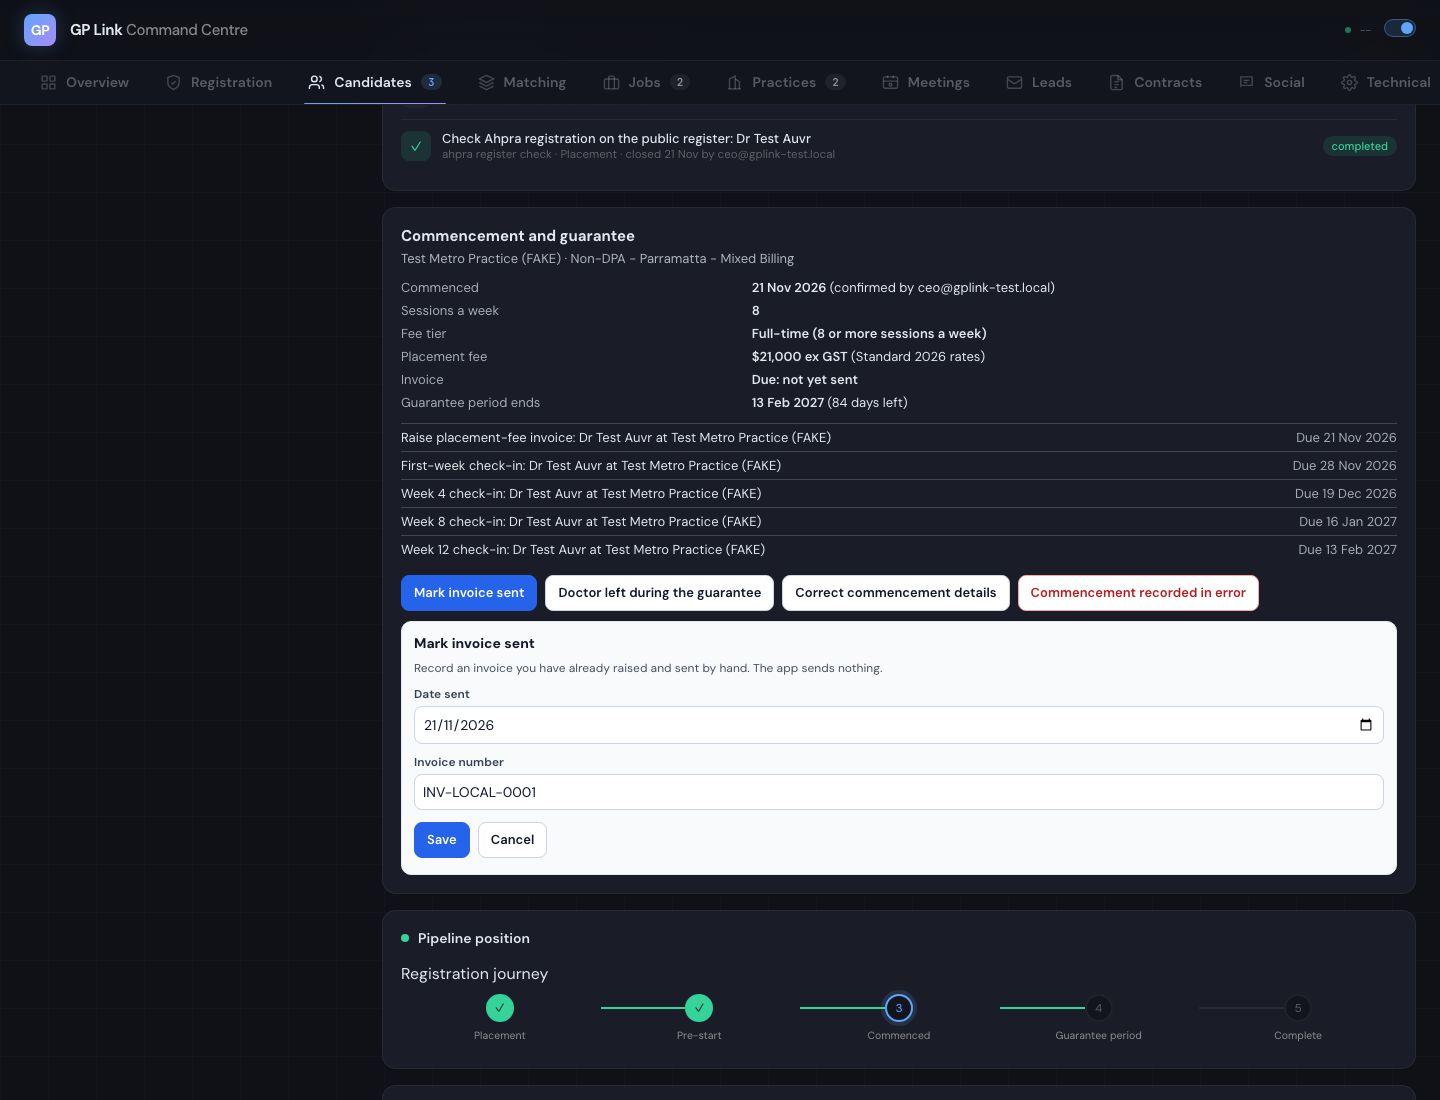 GP GP Link Command Centre --
Overview Registration Candidates 3 Matching Jobs 2 Practices 2 Meetings Leads Contracts Social Technical
Check Ahpra registration on the public register: Dr Test Auvr
ahpra register check · Placement · closed 21 Nov by ceo@gplink-test.local
completed
Commencement and guarantee
Test Metro Practice (FAKE) · Non-DPA - Parramatta - Mixed Billing
Commenced 21 Nov 2026 (confirmed by ceo@gplink-test.local)
Sessions a week 8
Fee tier Full-time (8 or more sessions a week)
Placement fee $21,000 ex GST (Standard 2026 rates)
Invoice Due: not yet sent
Guarantee period ends 13 Feb 2027 (84 days left)
Raise placement-fee invoice: Dr Test Auvr at Test Metro Practice (FAKE) Due 21 Nov 2026
First-week check-in: Dr Test Auvr at Test Metro Practice (FAKE) Due 28 Nov 2026
Week 4 check-in: Dr Test Auvr at Test Metro Practice (FAKE) Due 19 Dec 2026
Week 8 check-in: Dr Test Auvr at Test Metro Practice (FAKE) Due 16 Jan 2027
Week 12 check-in: Dr Test Auvr at Test Metro Practice (FAKE) Due 13 Feb 2027
Mark invoice sent Doctor left during the guarantee Correct commencement details Commencement recorded in error
Mark invoice sent
Record an invoice you have already raised and sent by hand. The app sends nothing.
Date sent
21/11/2026
Invoice number
INV-LOCAL-0001
Save Cancel
Pipeline position
Registration journey
3 4 5
Placement Pre-start Commenced Guarantee period Complete